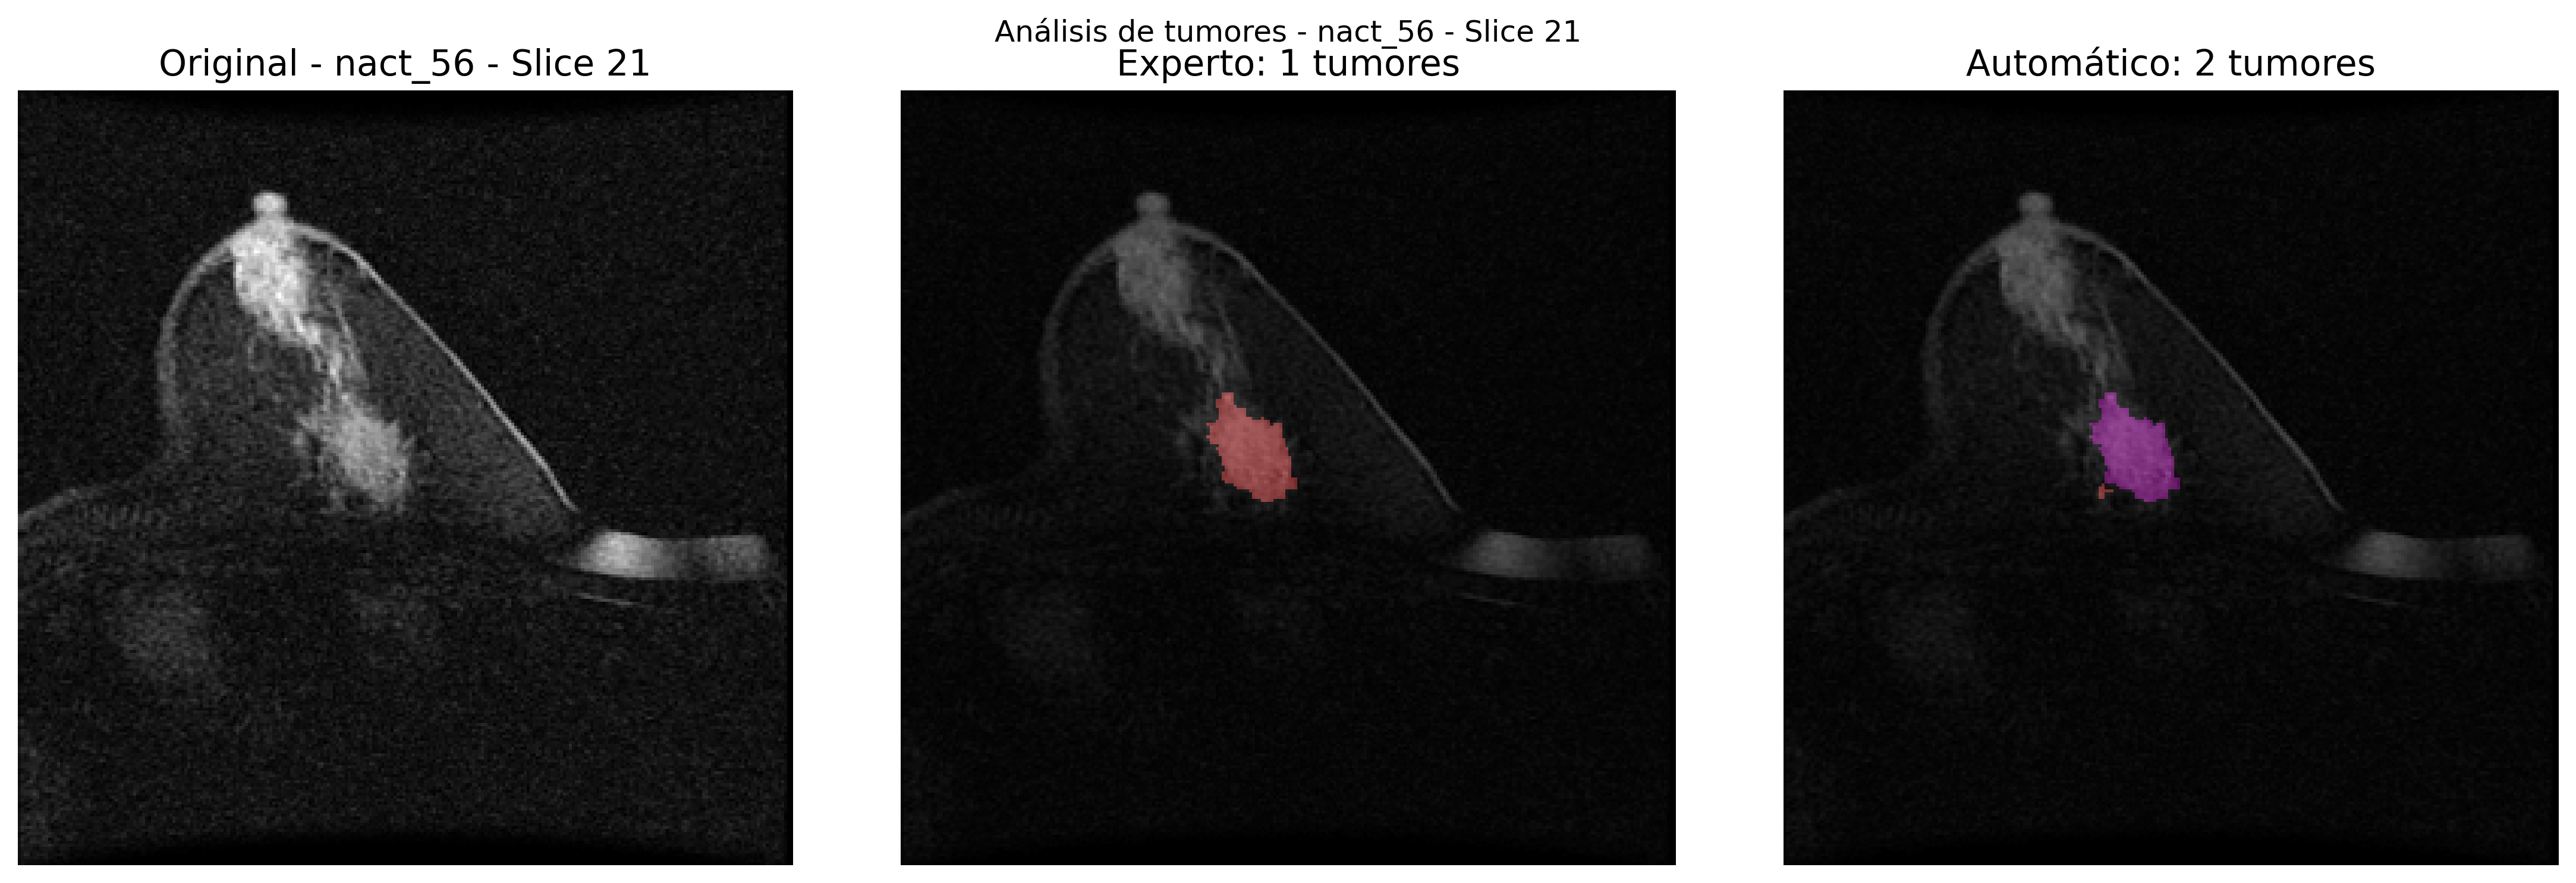 Análisis de tumores - nact_56 - Slice 21
Original - nact_56 - Slice 21
Experto: 1 tumores
Automático: 2 tumores